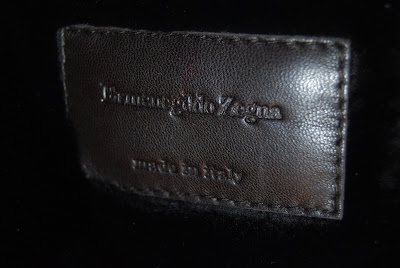 Ermenegildo Zegna
made in italy